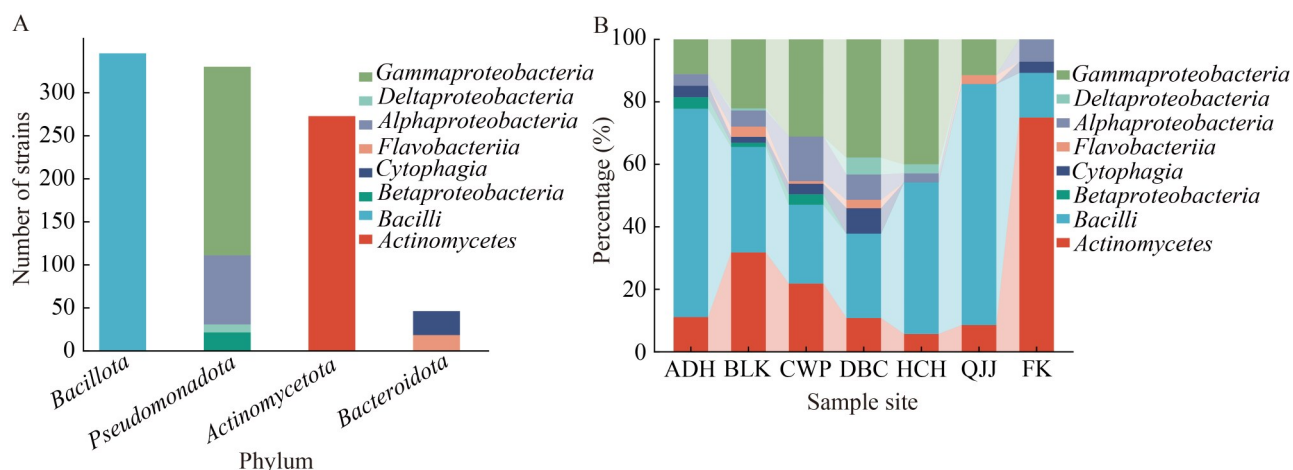 A
Number of strains
300
250
200
150
100
50
0
Gammaproteobacteria
Deltaproteobacteria
Alphaproteobacteria
Flavobacteriia
Cytophagia
Betaproteobacteria
Bacilli
Actinomycetes
Bacillota
Pseudomonadota
Actinomycetota
Bacteroidota
Phylum
B
Percentage (%)
100
80
60
40
20
0
Gammaproteobacteria
Deltaproteobacteria
Alphaproteobacteria
Flavobacteriia
Cytophagia
Betaproteobacteria
Bacilli
Actinomycetes
ADH BLK CWP DBC HCH QJJ FK
Sample site